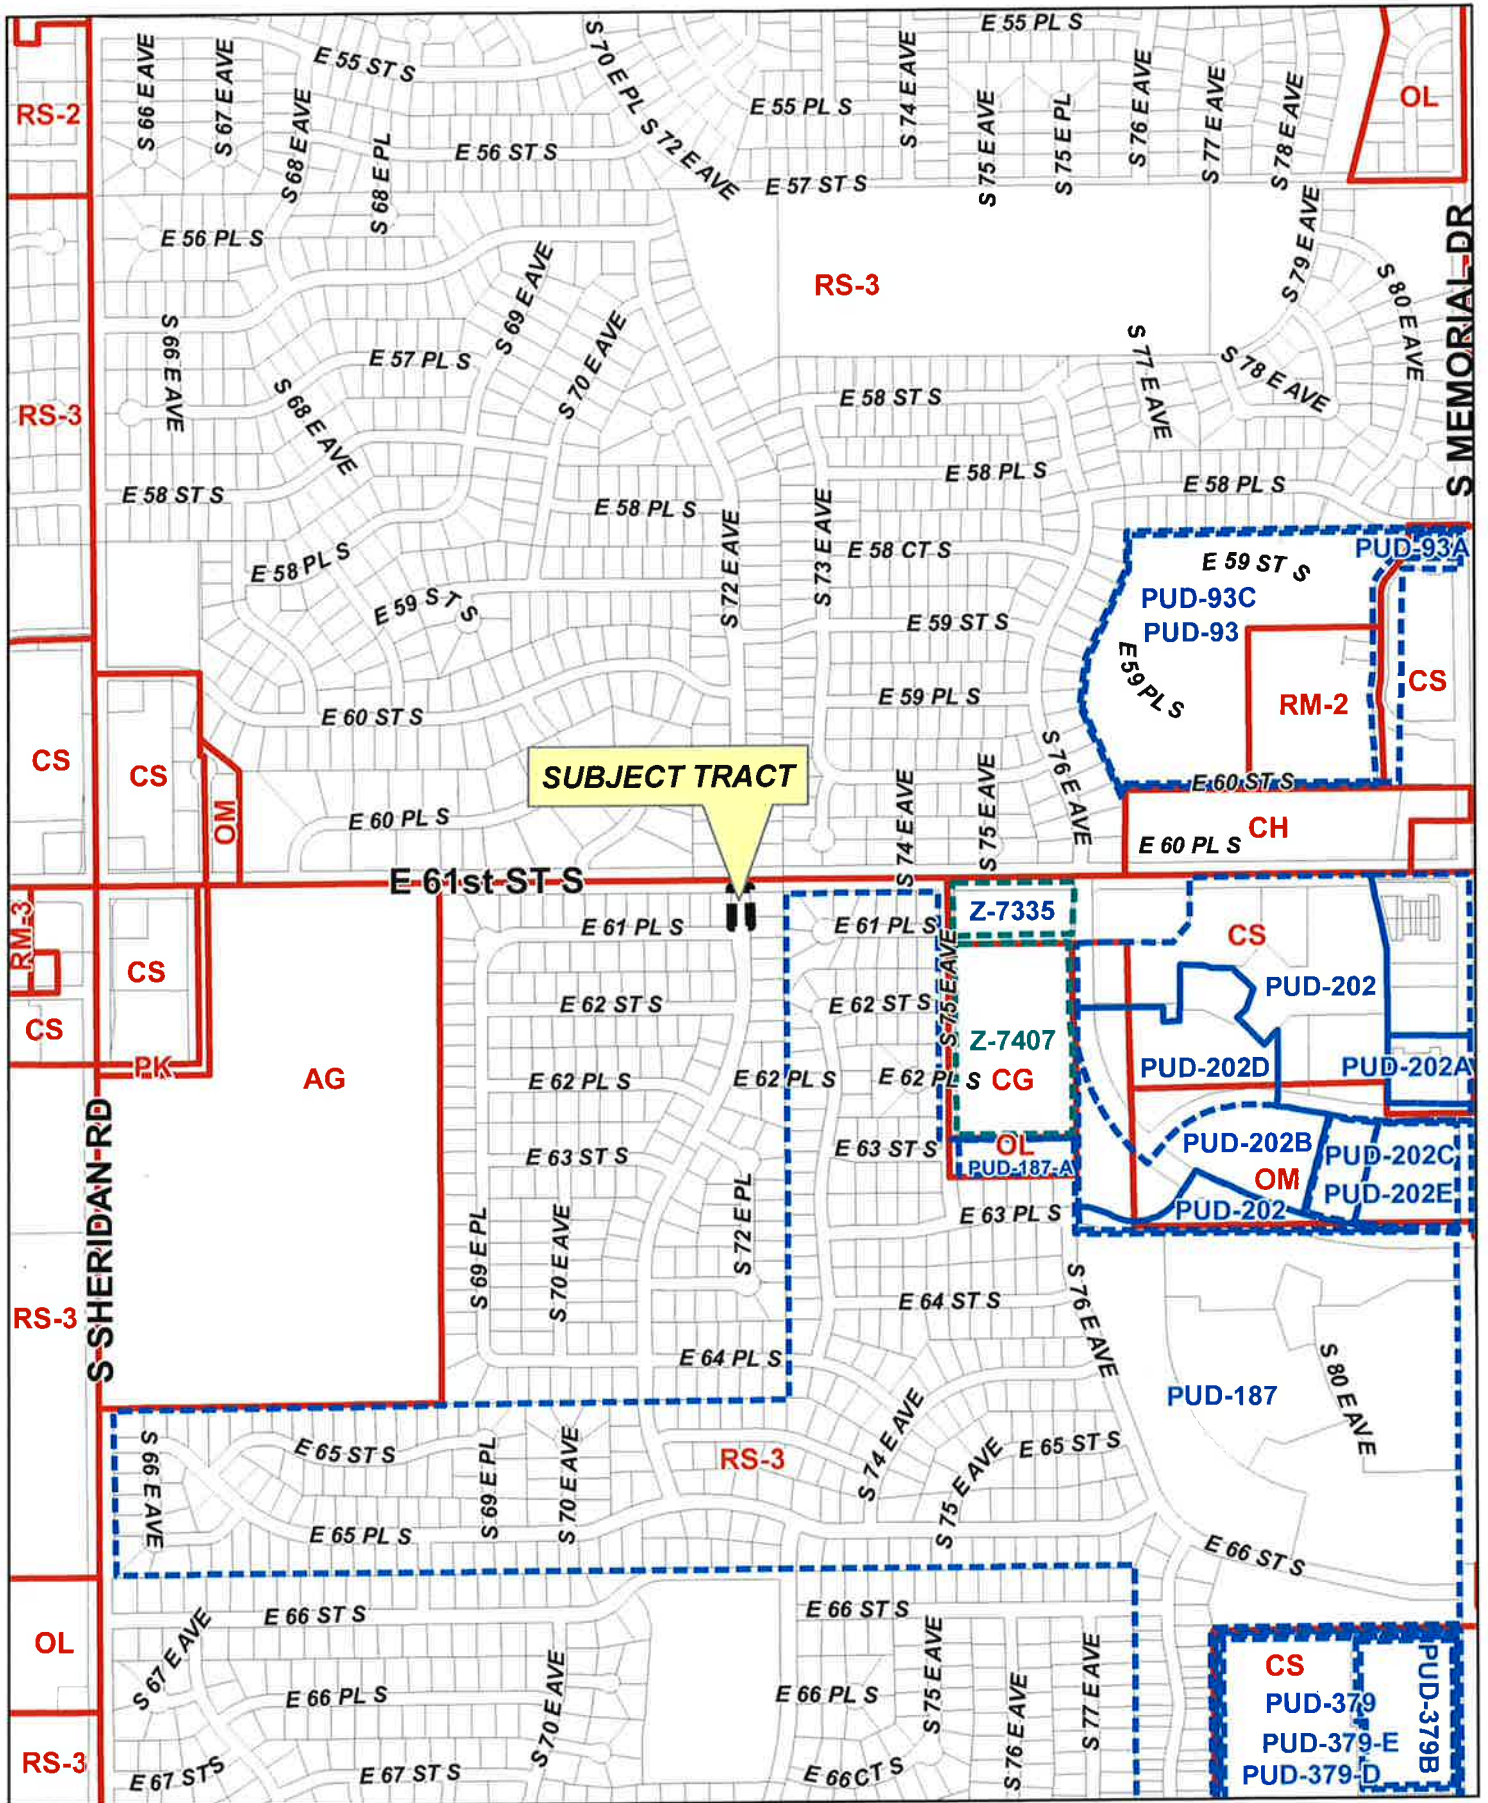 E 55 PL S
S 66 E AVE
S 67 E AVE
E 55 ST S
S 70 E PL
S 74 E AVE
S 76 E AVE
S 77 E AVE
S 78 E AVE
OL
RS-2
S 68 E AVE
S 68 E PL
E 56 ST S
S 72 E AVE
E 55 PL S
S 75 E AVE
S 75 E PL
E 57 ST S
E 56 PL S
S 69 E AVE
RS-3
S 79 E AVE
S 80 E AVE
S MEMORIAL DR
S 66 E AVE
E 57 PL S
S 70 E AVE
S 77 E AVE
S 78 E AVE
RS-3
S 68 E AVE
E 58 ST S
E 58 PL S
E 58 PL S
E 58 ST S
E 58 PL S
S 72 E AVE
S 73 E AVE
E 58 CT S
E 58 PL S
E 59 ST S
PUD-93A
E 59 ST S
PUD-93C
PUD-93
E 59 ST S
E 59 PL S
RM-2
CS
E 59 PL S
E 60 ST S
CS
CS
OM
SUBJECT TRACT
S 76 E AVE
S 74 E AVE
S 75 E AVE
E 60 ST S
E 60 PL S
CH
E 60 PL S
E 61st ST S
RM-3
CS
CS
PK
AG
E 61 PL S
E 61 PL S
Z-7335
CS
S 75 E AVE
PUD-202
E 62 ST S
E 62 ST S
Z-7407
PUD-202D
PUD-202A
E 62 PL S
E 62 PL S
E 62 PL S
CG
E 63 ST S
E 63 ST S
OL
PUD-187-A
PUD-202B
OM
PUD-202C
PUD-202E
PUD-202
S SHERIDAN RD
S 69 E PL
S 70 E AVE
S 72 E PL
E 63 PL S
RS-3
E 64 ST S
S 76 E AVE
E 64 PL S
S 80 E AVE
PUD-187
S 66 E AVE
E 65 ST S
S 69 E PL
S 70 E AVE
RS-3
S 74 E AVE
S 75 E AVE
E 65 ST S
E 65 PL S
E 66 ST S
OL
E 66 ST S
E 66 ST S
S 67 E AVE
S 70 E AVE
S 75 E AVE
S 76 E AVE
S 77 E AVE
E 66 PL S
E 66 PL S
CS
PUD-379
PUD-379-E
PUD-379-D
PUD-379B
RS-3
E 67 ST S
E 67 ST S
E 66 CT S